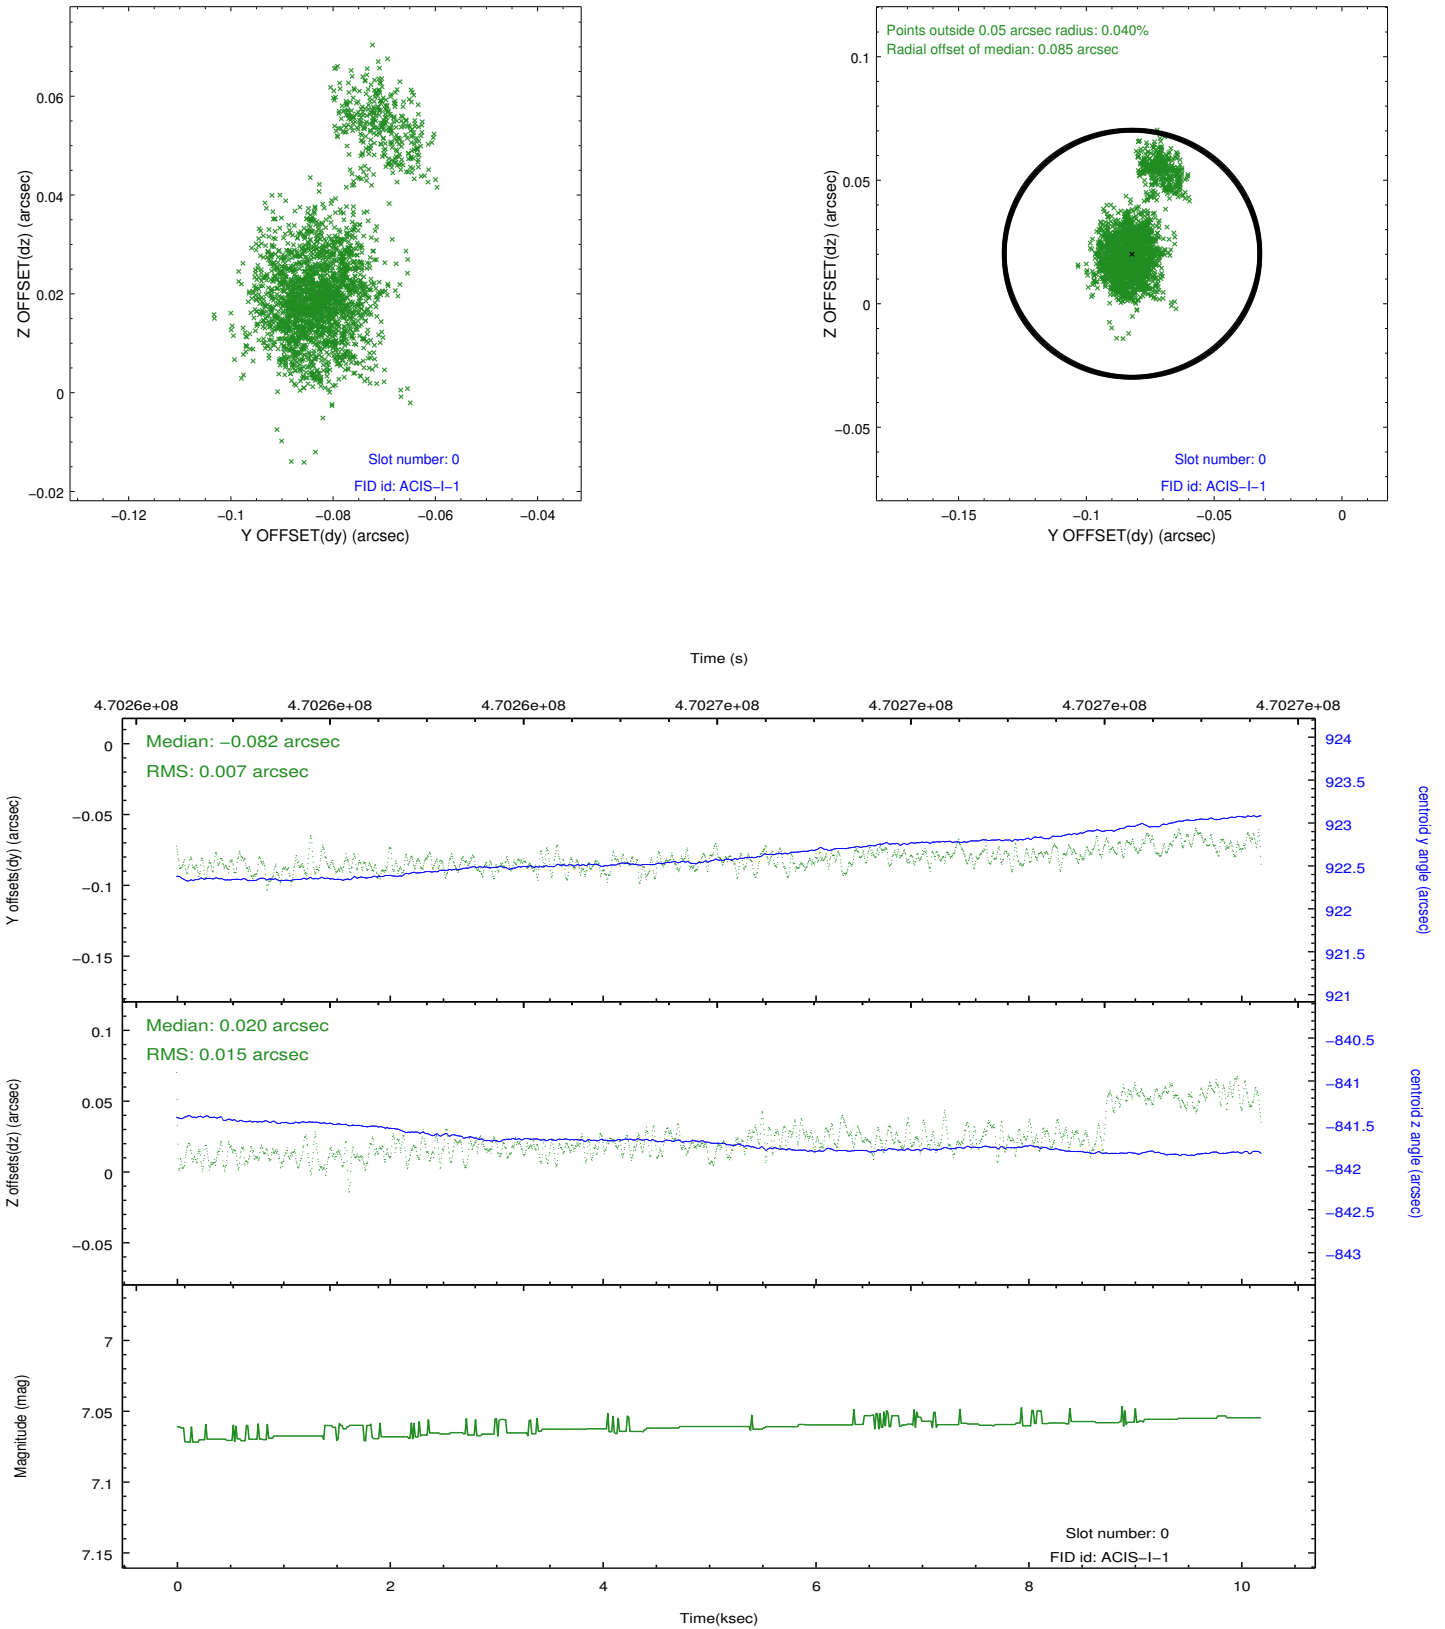 0.06
0.04
0.02
0
−0.02
Z OFFSET(dz) (arcsec)
Slot number: 0
FID id: ACIS−I−1
−0.12
−0.1
−0.08
−0.06
−0.04
Y OFFSET(dy) (arcsec)
Points outside 0.05 arcsec radius: 0.040%
Radial offset of median: 0.085 arcsec
0.1
0.05
0
−0.05
Z OFFSET(dz) (arcsec)
Slot number: 0
FID id: ACIS−I−1
−0.15
−0.1
−0.05
0
Y OFFSET(dy) (arcsec)
Time (s)
4.7026e+08
4.7026e+08
4.7026e+08
4.7027e+08
4.7027e+08
4.7027e+08
4.7027e+08
Median: −0.082 arcsec
RMS: 0.007 arcsec
0
−0.05
−0.1
−0.15
Y offsets(dy) (arcsec)
924
923.5
923
922.5
922
921.5
921
centroid y angle (arcsec)
Median: 0.020 arcsec
RMS: 0.015 arcsec
0.1
0.05
0
−0.05
Z offsets(dz) (arcsec)
−840.5
−841
−841.5
−842
−842.5
−843
centroid z angle (arcsec)
7
7.05
7.1
7.15
Magnitude (mag)
Slot number: 0
FID id: ACIS−I−1
0
2
4
6
8
10
Time(ksec)